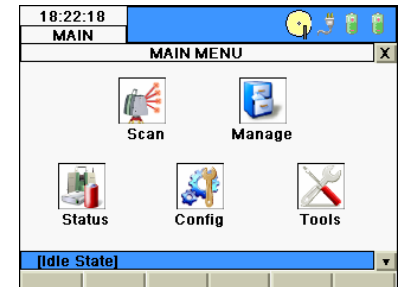 18:22:18
MAIN
MAIN MENU
X
Scan
Manage
Status
Config
Tools
[Idle State]